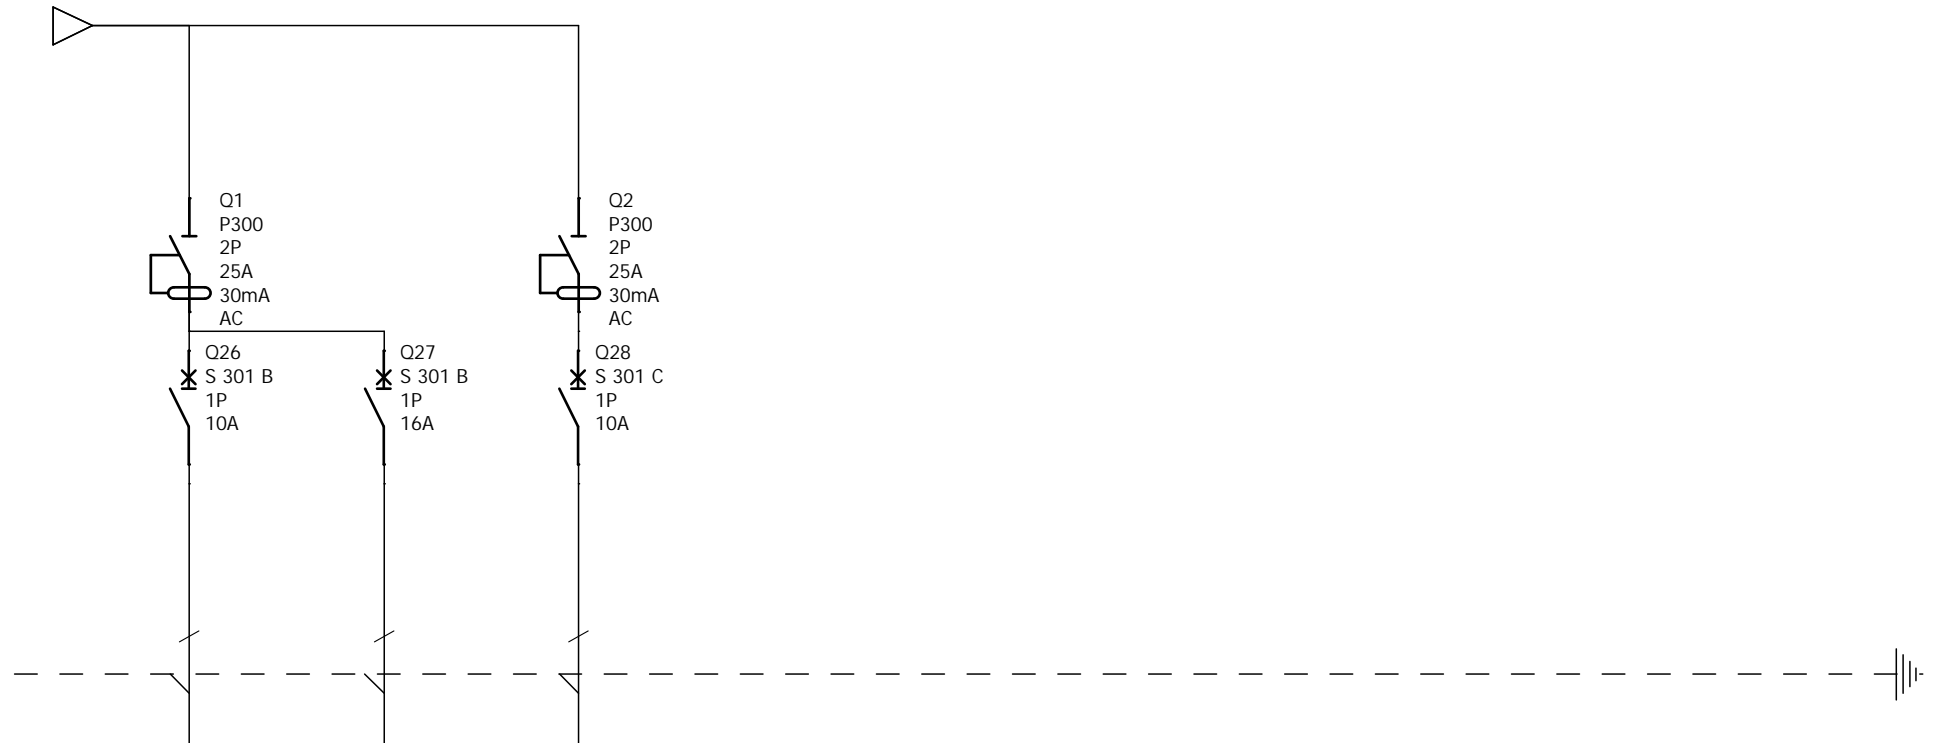 Q1
P300
2P
25A
30mA
AC
Q2
P300
2P
25A
30mA
AC
Q26
S 301 B
1P
10A
Q27
S 301 B
1P
16A
Q28
S 301 C
1P
10A